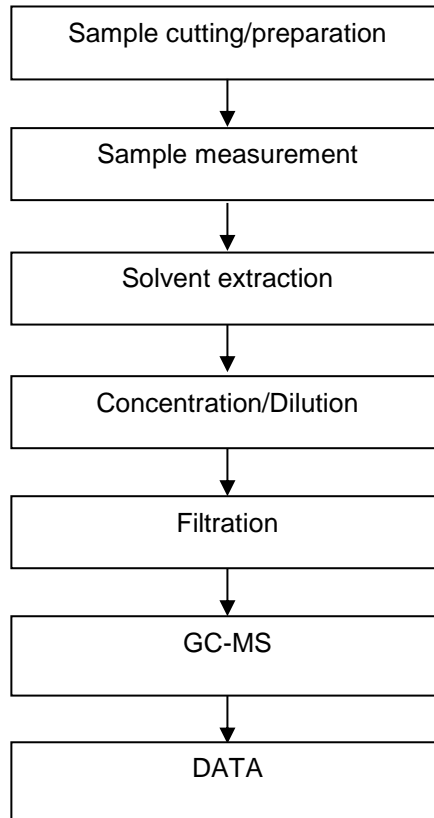 Sample cutting/preparation
Sample measurement
Solvent extraction
Concentration/Dilution
Filtration
GC-MS
DATA